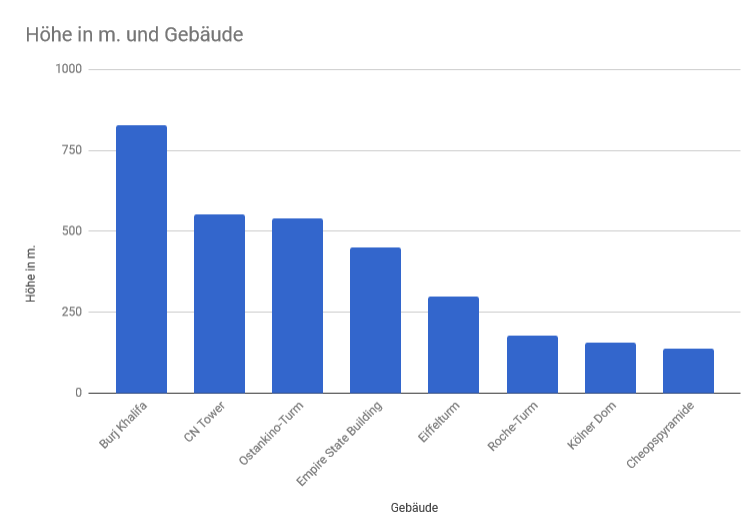 Höhe in m. und Gebäude
1000
750
500
250
0
Höhe in m.
Burj Khalifa
CN Tower
Ostankino-Turm
Empire State Building
Eiffelturm
Roche-Turm
Kölner Dom
Cheopspyramide
Gebäude